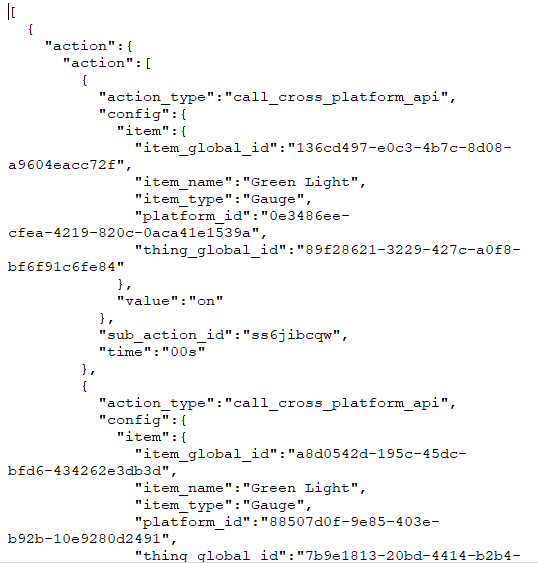 [
  {
    "action":{
      "action":[
        {
          "action_type":"call_cross_platform_api",
          "config":{
            "item":{
              "item_global_id":"136cd497-e0c3-4b7c-8d08-
a9604eacc72f",
              "item_name":"Green Light",
              "item_type":"Gauge",
              "platform_id":"0e3486ee-
cfea-4219-820c-0aca41e1539a",
              "thing_global_id":"89f28621-3229-427c-a0f8-
bf6f91c6fe84"
            },
            "value":"on"
          },
          "sub_action_id":"ss6jibcqw",
          "time":"00s"
        },
        {
          "action_type":"call_cross_platform_api",
          "config":{
            "item":{
              "item_global_id":"a8d0542d-195c-45dc-
bfd6-434262e3db3d",
              "item_name":"Green Light",
              "item_type":"Gauge",
              "platform_id":"88507d0f-9e85-403e-
b92b-10e9280d2491",
              "thing_global_id":"7b9e1813-20bd-4414-b2b4-